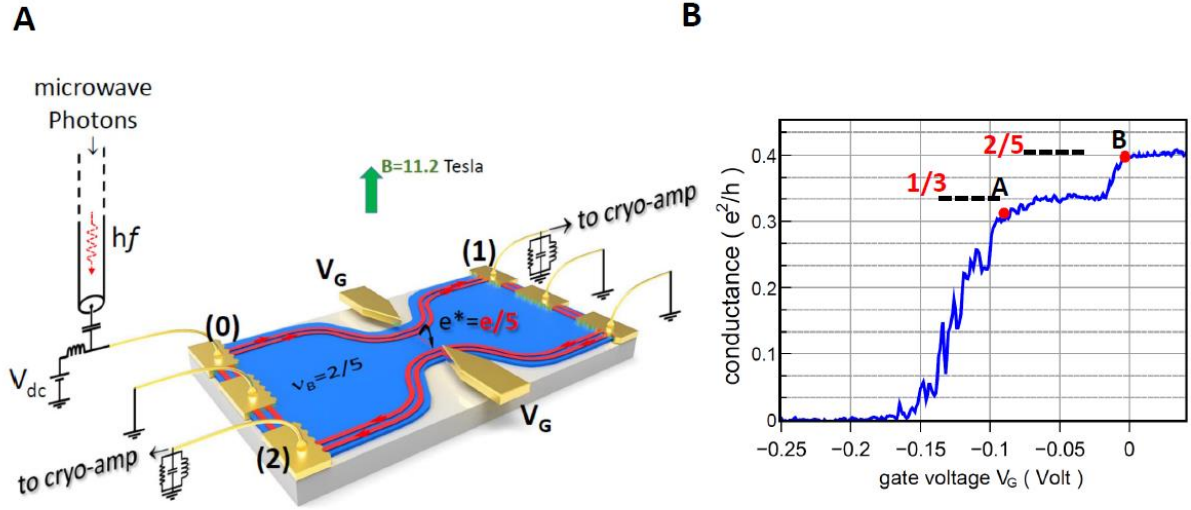 A
microwave
Photons
hf
B=11.2 Tesla
to cryo-amp
(1)
V_G
(0)
e*=e/5
ν_B=2/5
V_dc
V_G
(2)
to cryo-amp
B
conductance ( e²/h )
0.4
0.3
0.2
0.1
0
2/5
B
1/3
A
−0.25
−0.2
−0.15
−0.1
−0.05
0
gate voltage V_G ( Volt )